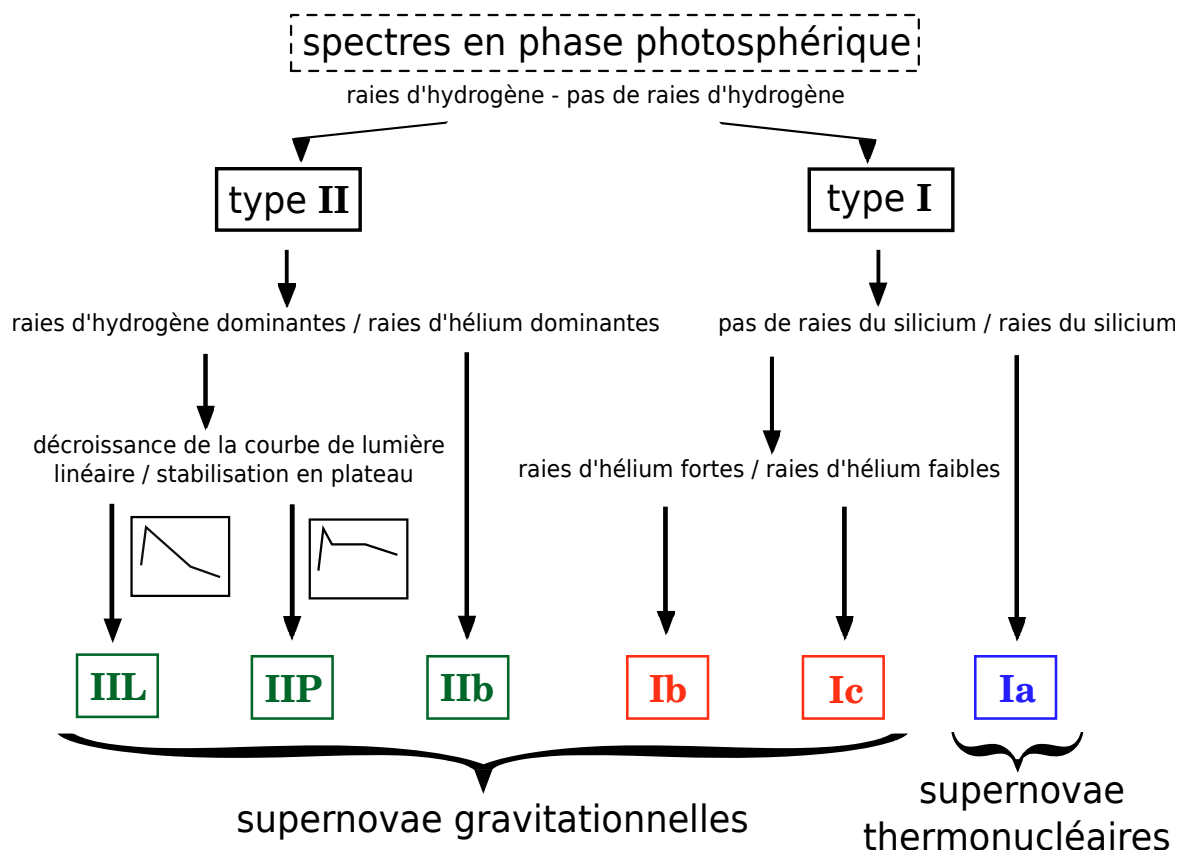 spectres en phase photosphérique
raies d'hydrogène - pas de raies d'hydrogène
type II
type I
raies d'hydrogène dominantes / raies d'hélium dominantes
pas de raies du silicium / raies du silicium
décroissance de la courbe de lumière
linéaire / stabilisation en plateau
raies d'hélium fortes / raies d'hélium faibles
IIL
IIP
IIb
Ib
Ic
Ia
supernovae gravitationnelles
supernovae
thermonucléaires